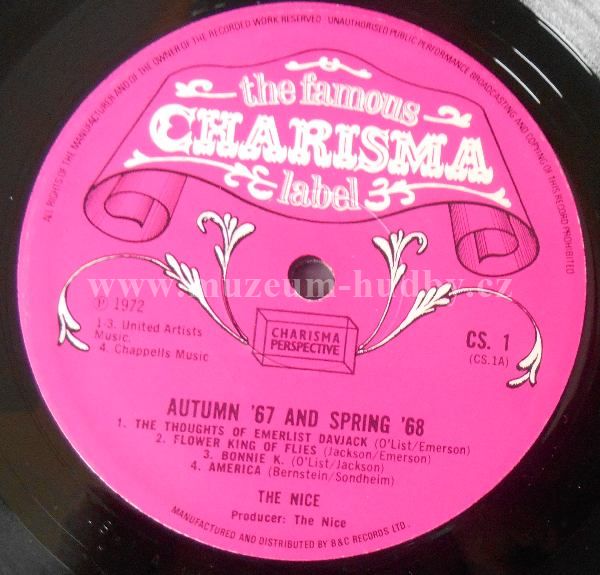 ALL RIGHTS OF THE MANUFACTURER AND OF THE OWNER OF THE RECORDED WORK RESERVED · UNAUTHORISED PUBLIC PERFORMANCE BROADCASTING AND COPYING OF THIS RECORD PROHIBITED
the famous
CHARISMA
label
www.muzeum-hudby.cz
℗ 1972
1-3. United Artists
Music.
4. Chappells Music
CHARISMA
PERSPECTIVE
CS. 1
(CS.1A)
AUTUMN '67 AND SPRING '68
1. THE THOUGHTS OF EMERLIST DAVJACK (O'List/Emerson)
2. FLOWER KING OF FLIES (Jackson/Emerson)
3. BONNIE K. (O'List/Jackson)
4. AMERICA (Bernstein/Sondheim)
THE NICE
Producer: The Nice
MANUFACTURED AND DISTRIBUTED BY B&C RECORDS LTD.